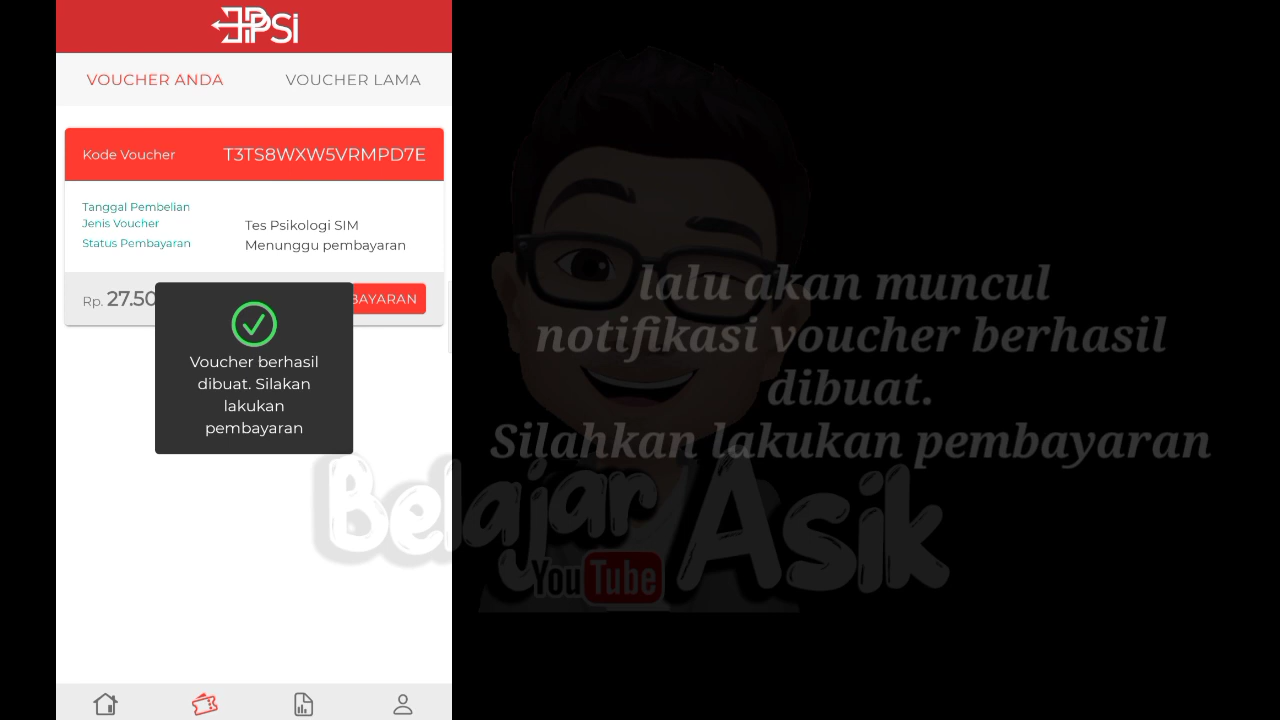 PPSi
VOUCHER ANDA
VOUCHER LAMA
Kode Voucher
T3TS8WXW5VRMPD7E
Tanggal Pembelian
Jenis Voucher
Tes Psikologi SIM
Status Pembayaran
Menunggu pembayaran
Rp. 27.50
BAYARAN
Voucher berhasil
dibuat. Silakan
lakukan
pembayaran
lalu akan muncul
notifikasi voucher berhasil
dibuat.
Silahkan lakukan pembayaran
Belajar Asik
YouTube